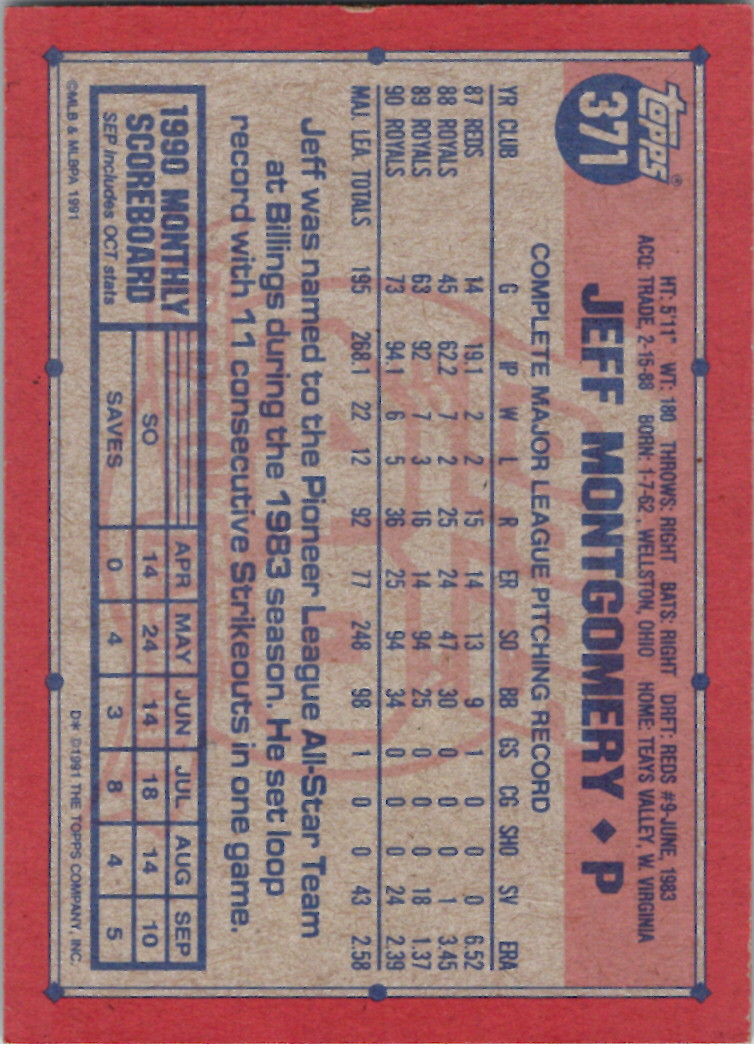 topps®
371
HT: 5'11" WT: 180 THROWS: RIGHT BATS: RIGHT DRFT: REDS #9-JUNE, 1983
ACQ: TRADE, 2-15-88 BORN: 1-7-62, WELLSTON, OHIO HOME: TEAYS VALLEY, W. VIRGINIA
JEFF MONTGOMERY ♦ P
COMPLETE MAJOR LEAGUE PITCHING RECORD
YR CLUB G IP W L R ER SO BB GS CG SHO SV ERA
87 REDS 14 19.1 2 2 15 14 13 9 1 0 0 0 6.52
88 ROYALS 45 62.2 7 2 25 24 47 30 0 0 0 1 3.45
89 ROYALS 63 92 7 3 16 14 94 25 0 0 0 18 1.37
90 ROYALS 73 94.1 6 5 36 25 94 34 0 0 0 24 2.39
MAJ. LEA. TOTALS 195 268.1 22 12 92 77 248 98 1 0 0 43 2.58
Jeff was named to the Pioneer League All-Star Team
at Billings during the 1983 season. He set loop
record with 11 consecutive Strikeouts in one game.
1990 MONTHLY
SCOREBOARD
SEP Includes OCT stats
APR MAY JUN JUL AUG SEP
SO 14 24 14 18 14 10
SAVES 0 4 3 8 4 5
©MLB & MLBPA 1991
D* ©1991 THE TOPPS COMPANY, INC.